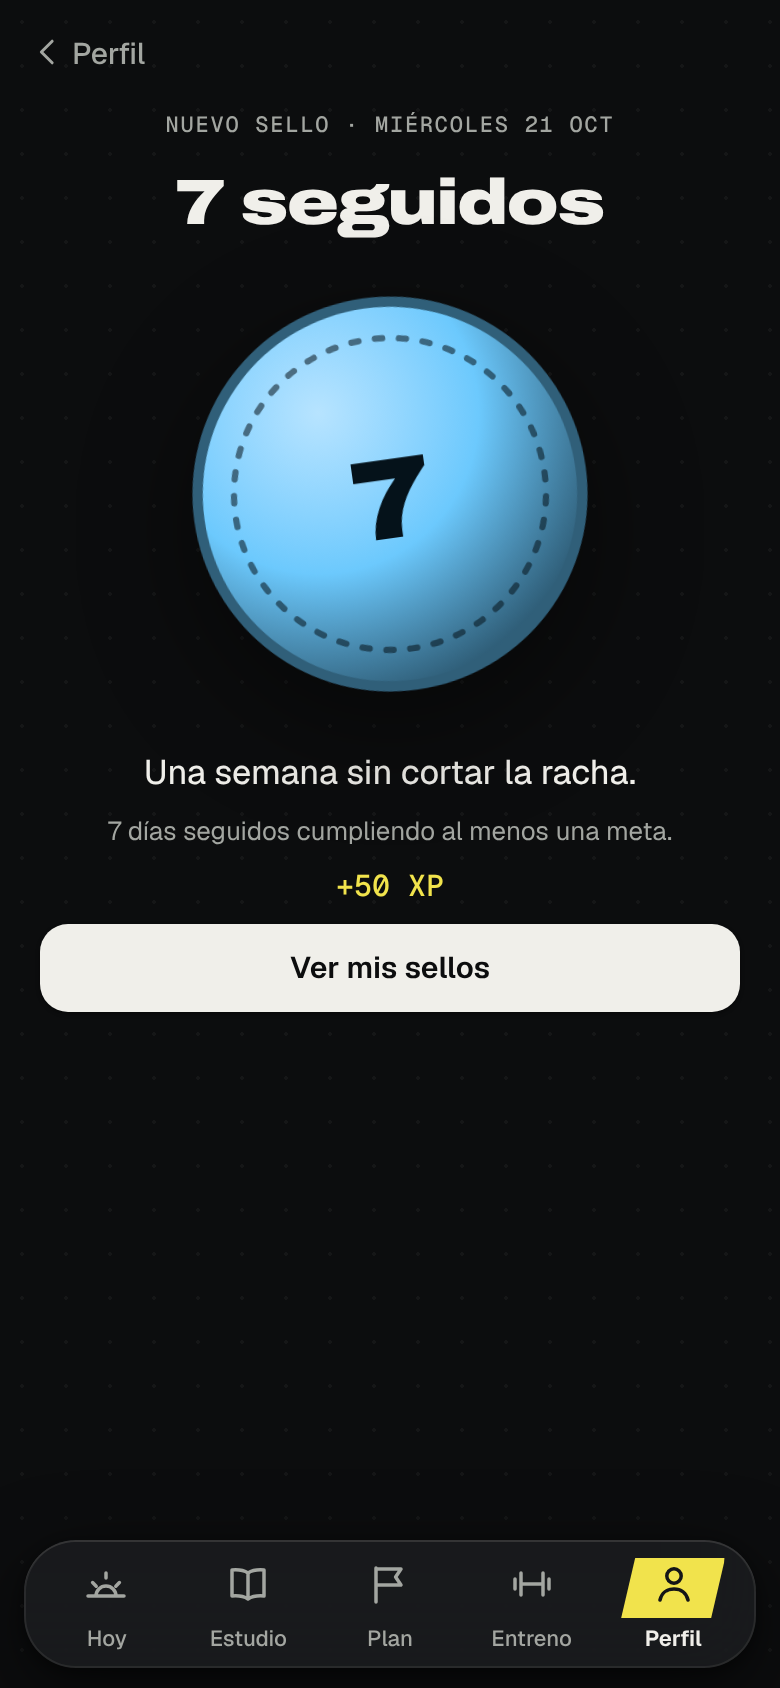 Perfil
NUEVO SELLO · MIÉRCOLES 21 OCT
7 seguidos
7
Una semana sin cortar la racha.
7 días seguidos cumpliendo al menos una meta.
+50 XP
Ver mis sellos
Hoy
Estudio
Plan
Entreno
Perfil